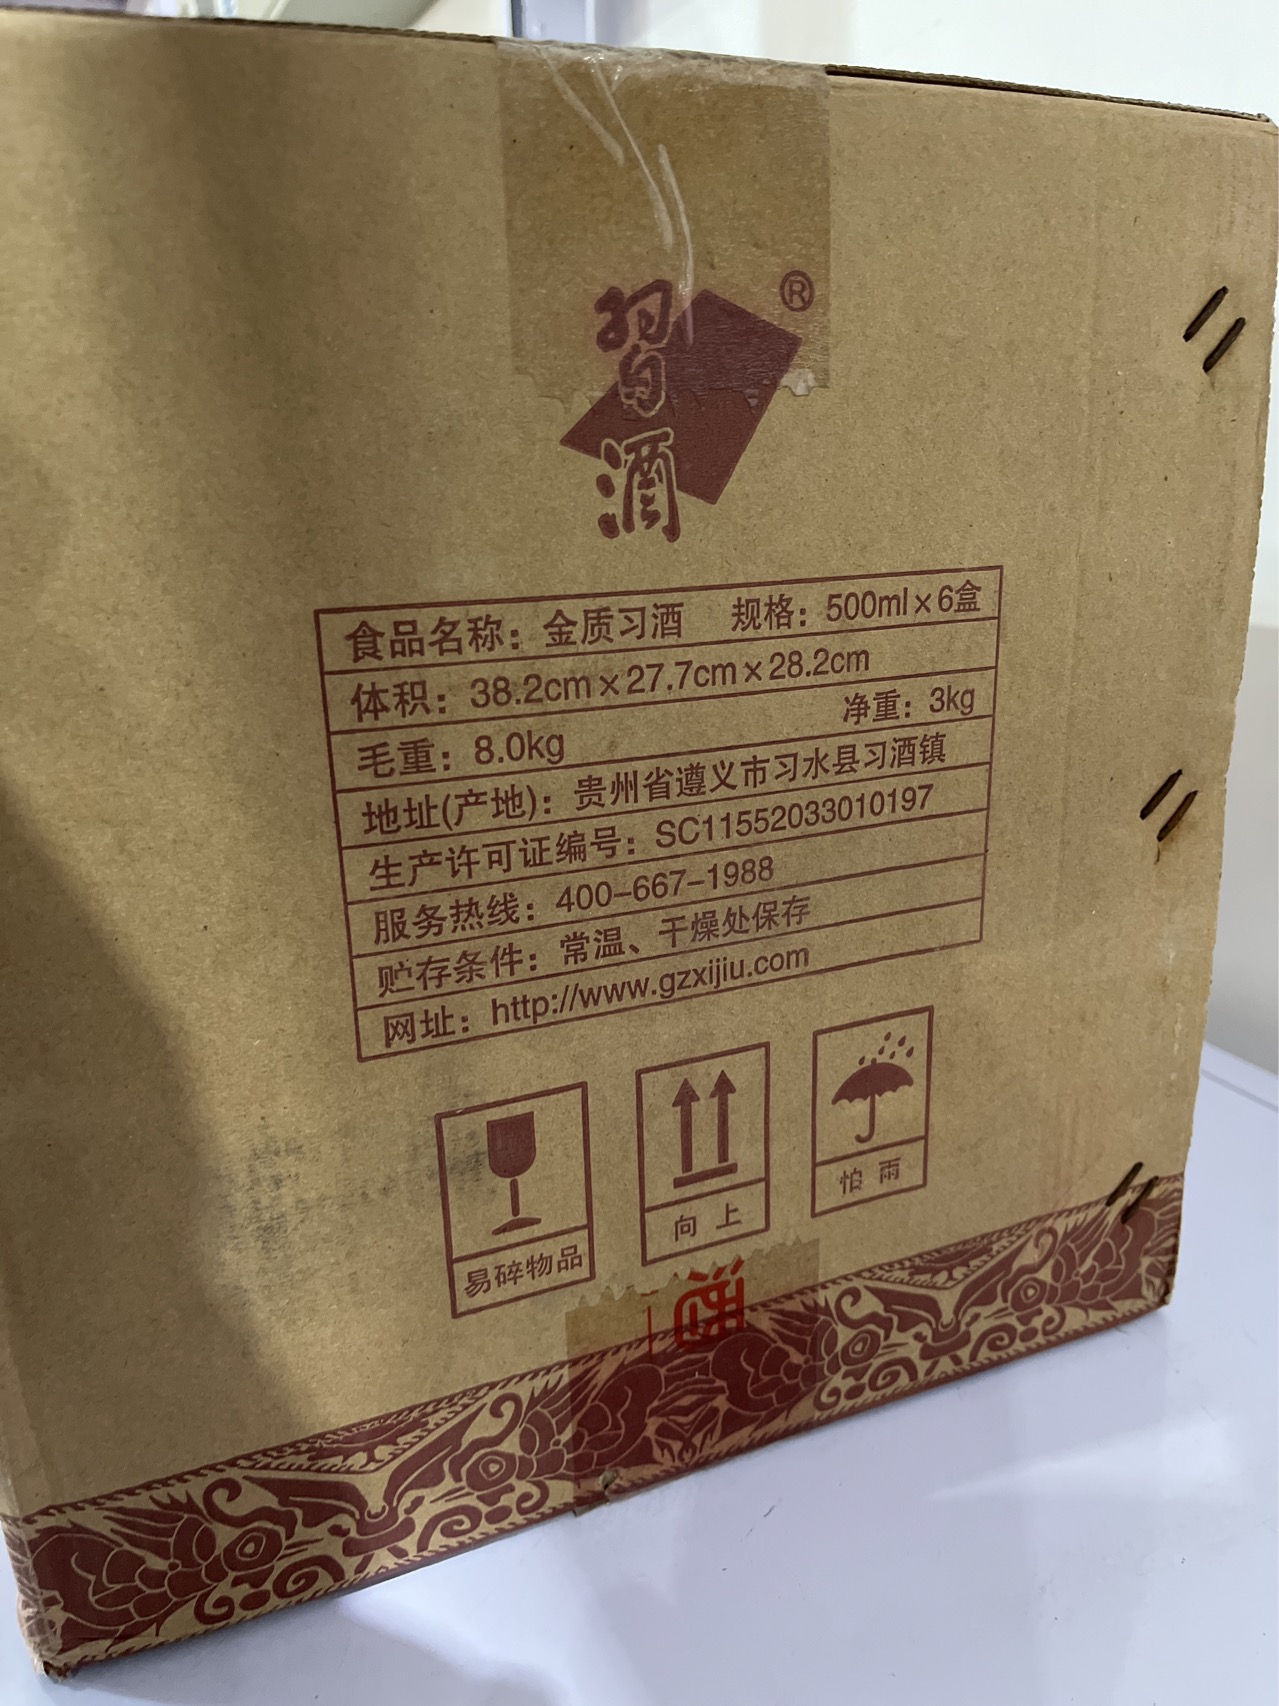 習酒®
食品名称：金质习酒 规格：500ml×6盒
体积：38.2cm×27.7cm×28.2cm
毛重：8.0kg 净重：3kg
地址(产地)：贵州省遵义市习水县习酒镇
生产许可证编号：SC11552033010197
服务热线：400-667-1988
贮存条件：常温、干燥处保存
网址：http://www.gzxijiu.com
易碎物品
向上
怕雨